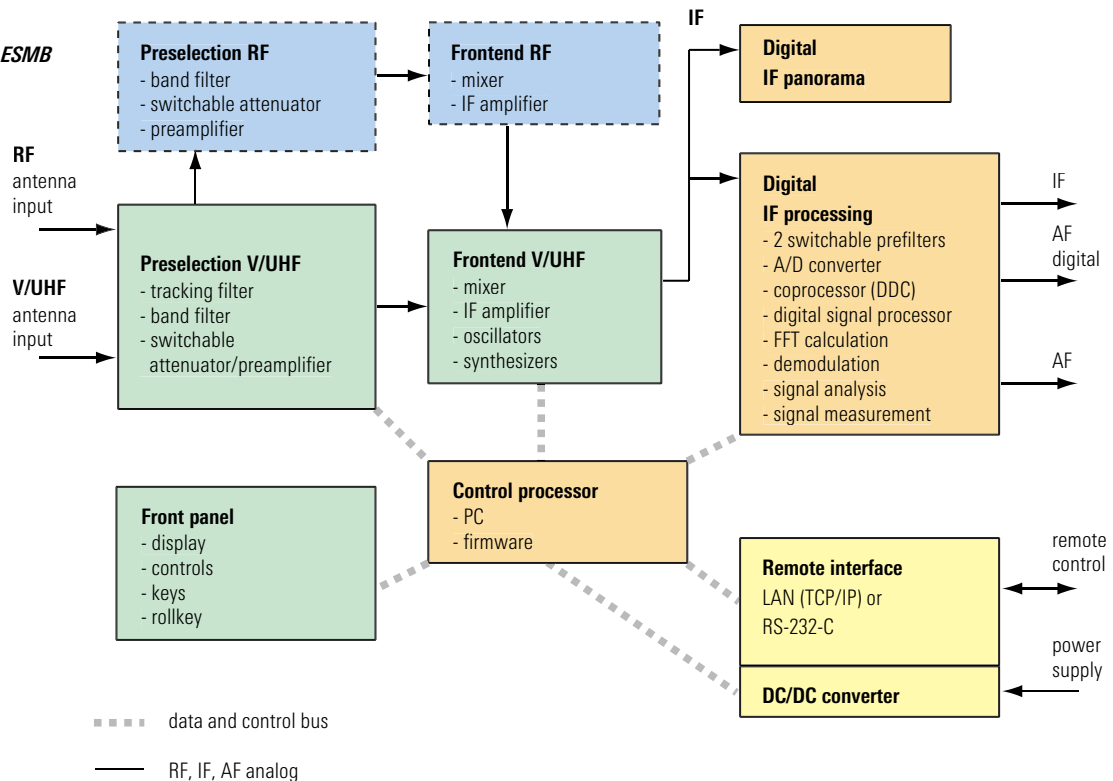 ESMB
Preselection RF
- band filter
- switchable attenuator
- preamplifier
Frontend RF
- mixer
- IF amplifier
IF
Digital
IF panorama
RF
antenna
input
V/UHF
antenna
input
Preselection V/UHF
- tracking filter
- band filter
- switchable
attenuator/preamplifier
Frontend V/UHF
- mixer
- IF amplifier
- oscillators
- synthesizers
Digital
IF processing
- 2 switchable prefilters
- A/D converter
- coprocessor (DDC)
- digital signal processor
- FFT calculation
- demodulation
- signal analysis
- signal measurement
IF
AF
digital
AF
Front panel
- display
- controls
- keys
- rollkey
Control processor
- PC
- firmware
Remote interface
LAN (TCP/IP) or
RS-232-C
remote
control
DC/DC converter
power
supply
data and control bus
RF, IF, AF analog